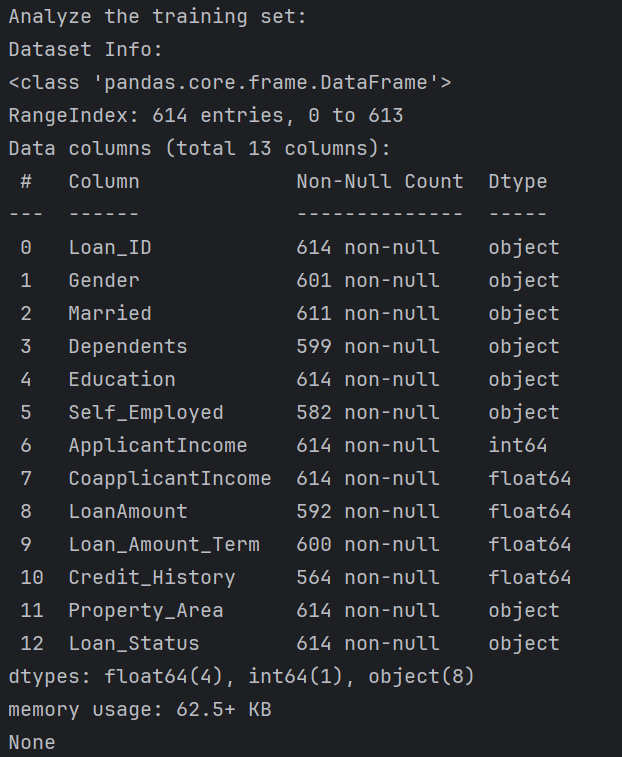 Analyze the training set:
Dataset Info:
<class 'pandas.core.frame.DataFrame'>
RangeIndex: 614 entries, 0 to 613
Data columns (total 13 columns):
 #   Column             Non-Null Count  Dtype
---  ------             --------------  -----
 0   Loan_ID            614 non-null    object
 1   Gender             601 non-null    object
 2   Married            611 non-null    object
 3   Dependents         599 non-null    object
 4   Education          614 non-null    object
 5   Self_Employed      582 non-null    object
 6   ApplicantIncome    614 non-null    int64
 7   CoapplicantIncome  614 non-null    float64
 8   LoanAmount         592 non-null    float64
 9   Loan_Amount_Term   600 non-null    float64
 10  Credit_History     564 non-null    float64
 11  Property_Area      614 non-null    object
 12  Loan_Status        614 non-null    object
dtypes: float64(4), int64(1), object(8)
memory usage: 62.5+ KB
None